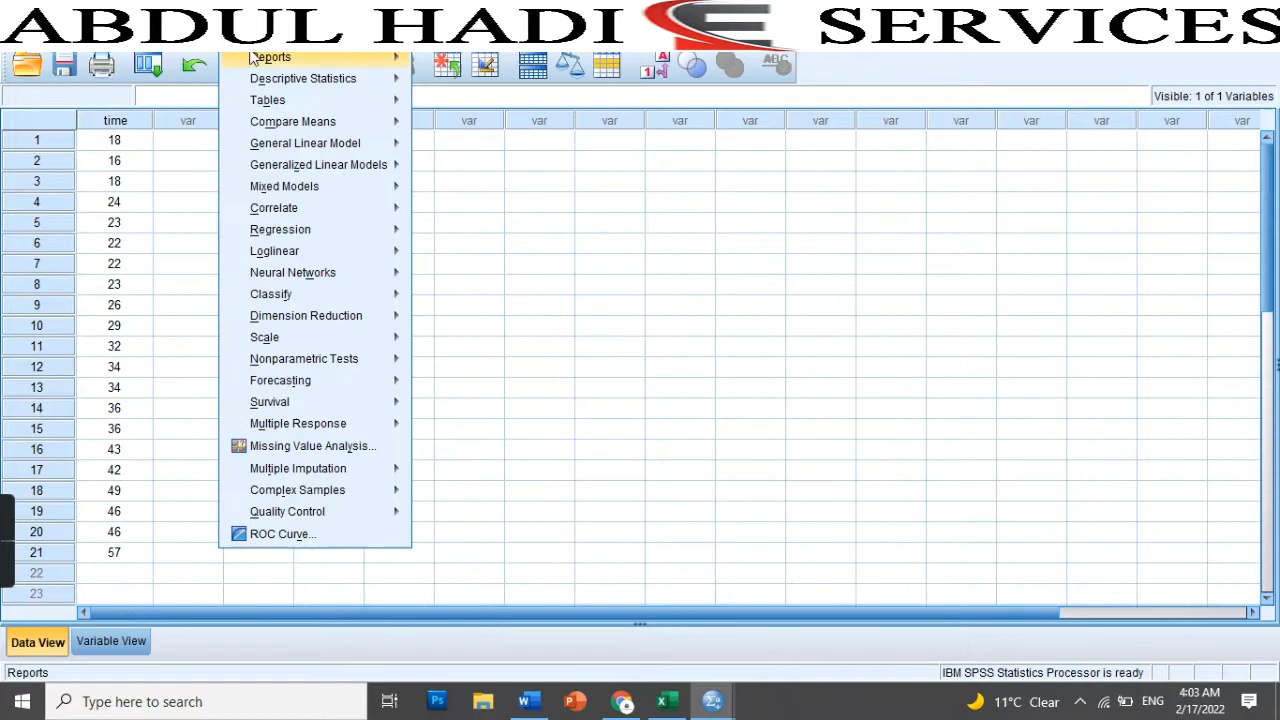 ABDUL HADI SERVICES
Reports
Descriptive Statistics
Tables
Compare Means
General Linear Model
Generalized Linear Models
Mixed Models
Correlate
Regression
Loglinear
Neural Networks
Classify
Dimension Reduction
Scale
Nonparametric Tests
Forecasting
Survival
Multiple Response
Missing Value Analysis...
Multiple Imputation
Complex Samples
Quality Control
ROC Curve...
A
1
ABC
Visible: 1 of 1 Variables
time var var var var var var var var var var var var var
1 18
2 16
3 18
4 24
5 23
6 22
7 22
8 23
9 26
10 29
11 32
12 34
13 34
14 36
15 36
16 43
17 42
18 49
19 46
20 46
21 57
22
23
Data View Variable View
Reports IBM SPSS Statistics Processor is ready
Type here to search Ps W P X Σ 11°C Clear ENG 4:03 AM
2/17/2022